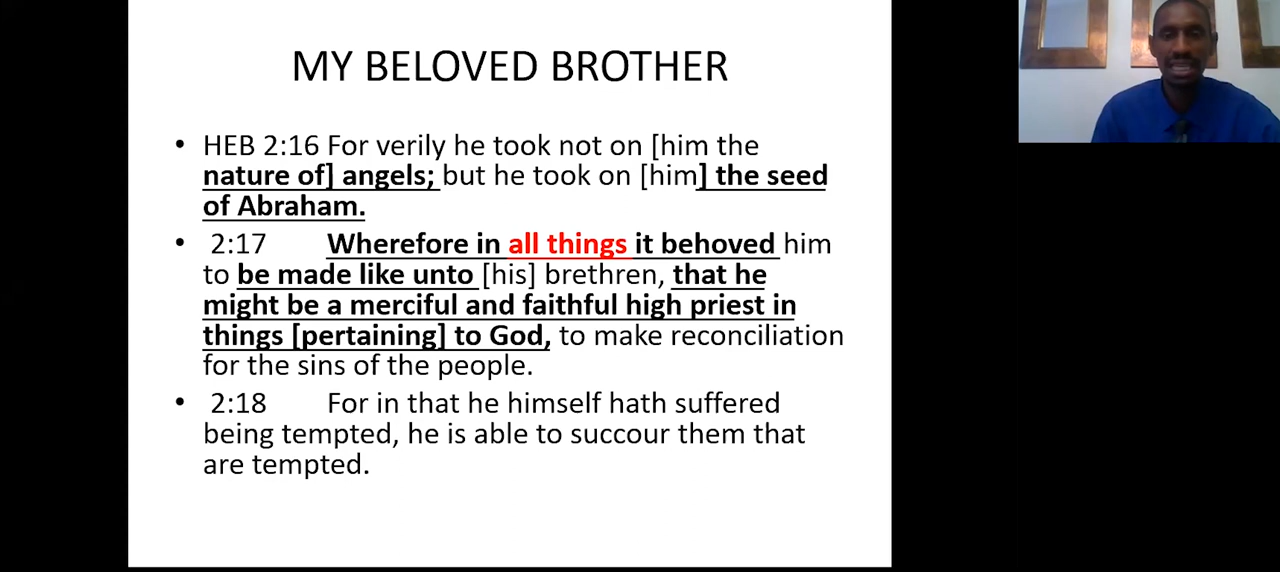 MY BELOVED BROTHER
• HEB 2:16 For verily he took not on [him the
nature of] angels; but he took on [him] the seed
of Abraham.
• 2:17 Wherefore in all things it behoved him
to be made like unto [his] brethren, that he
might be a merciful and faithful high priest in
things [pertaining] to God, to make reconciliation
for the sins of the people.
• 2:18 For in that he himself hath suffered
being tempted, he is able to succour them that
are tempted.